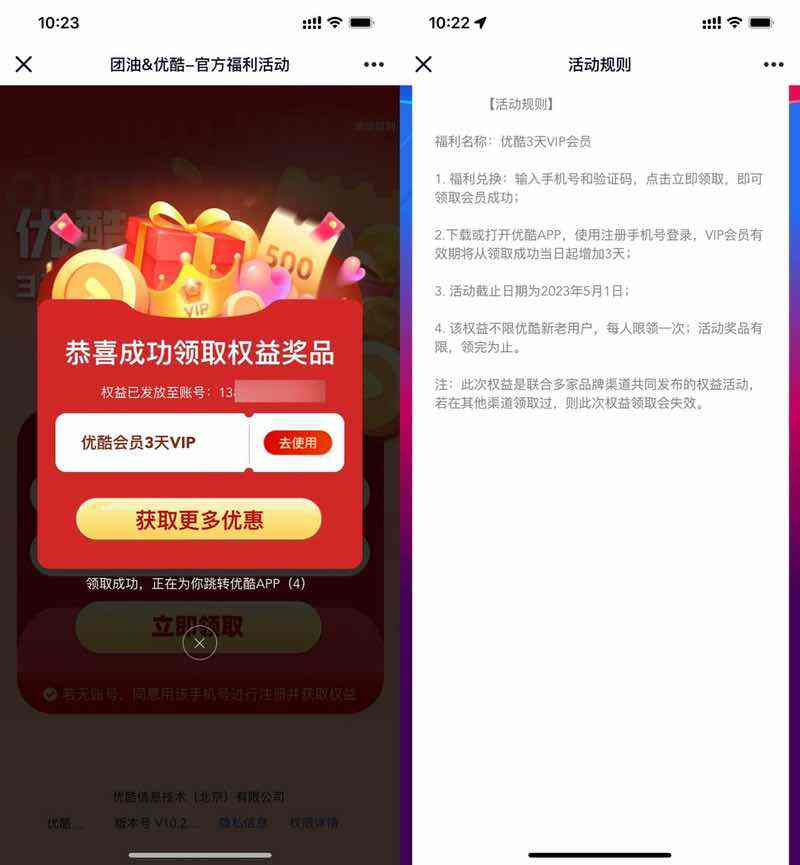 10:23
团油&优酷-官方福利活动
优酷
500
VIP
恭喜成功领取权益奖品
权益已发放至账号：13
优酷会员3天VIP
去使用
获取更多优惠
领取成功，正在为你跳转优酷APP（4）
立即领取
若无账号，同意用该手机号进行注册并获取权益
优酷信息技术（北京）有限公司
优酷... 版本号 V10.2... 隐私信息 权限详情
10:22
活动规则
【活动规则】
福利名称：优酷3天VIP会员
1. 福利兑换：输入手机号和验证码，点击立即领取，即可
领取会员成功；
2.下载或打开优酷APP，使用注册手机号登录，VIP会员有
效期将从领取成功当日起增加3天；
3. 活动截止日期为2023年5月1日；
4. 该权益不限优酷新老用户，每人限领一次；活动奖品有
限，领完为止。
注：此次权益是联合多家品牌渠道共同发布的权益活动，
若在其他渠道领取过，则此次权益领取会失效。